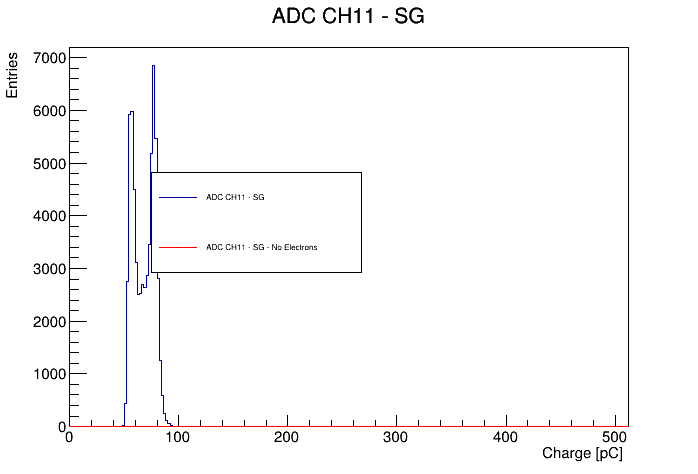 ADC CH11 - SG
Entries
7000
6000
5000
4000
3000
2000
1000
0
ADC CH11 - SG
ADC CH11 - SG - No Electrons
0 100 200 300 400 500
Charge [pC]